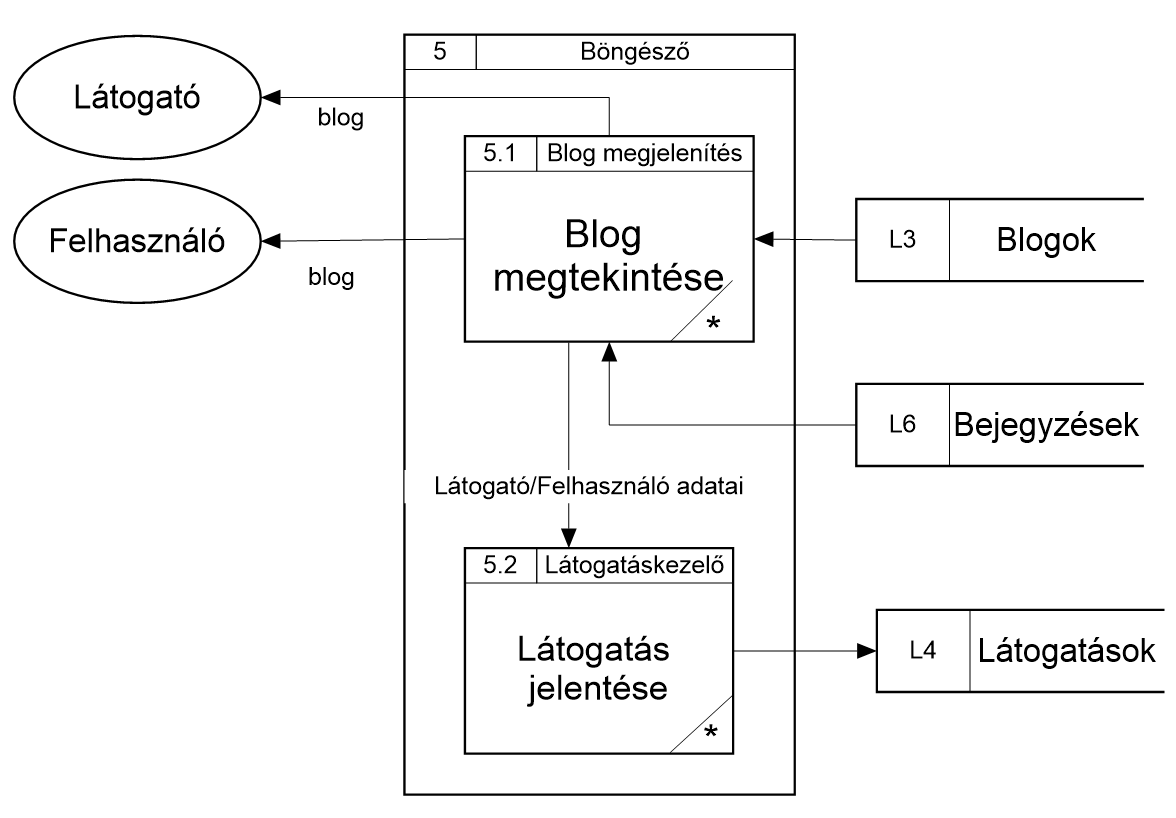 5 Böngésző
Látogató
blog
5.1 Blog megjelenítés
Felhasználó
blog
Blog
megtekintése
*
L3 Blogok
L6 Bejegyzések
Látogató/Felhasználó adatai
5.2 Látogatáskezelő
Látogatás
jelentése
*
L4 Látogatások